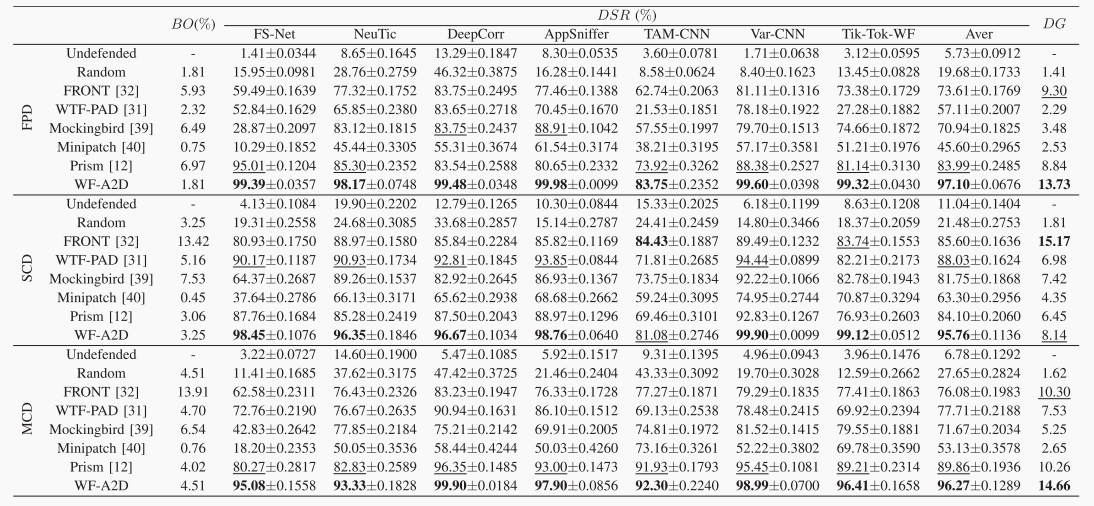 BO(%) DSR (%) DG
FS-Net NeuTic DeepCorr AppSniffer TAM-CNN Var-CNN Tik-Tok-WF Aver
FPD
Undefended - 1.41±0.0344 8.65±0.1645 13.29±0.1847 8.30±0.0535 3.60±0.0781 1.71±0.0638 3.12±0.0595 5.73±0.0912 -
Random 1.81 15.95±0.0981 28.76±0.2759 46.32±0.3875 16.28±0.1441 8.58±0.0624 8.40±0.1623 13.45±0.0828 19.68±0.1733 1.41
FRONT [32] 5.93 59.49±0.1639 77.32±0.1752 83.75±0.2495 77.46±0.1388 62.74±0.2063 81.11±0.1316 73.38±0.1729 73.61±0.1769 9.30
WTF-PAD [31] 2.32 52.84±0.1629 65.85±0.2380 83.65±0.2718 70.45±0.1670 21.53±0.1851 78.18±0.1922 27.28±0.1882 57.11±0.2007 2.29
Mockingbird [39] 6.49 28.87±0.2097 83.12±0.1815 83.75±0.2437 88.91±0.1042 57.55±0.1997 79.70±0.1513 74.66±0.1872 70.94±0.1825 3.48
Minipatch [40] 0.75 10.29±0.1852 45.44±0.3305 55.31±0.3674 61.54±0.3174 38.21±0.3195 57.17±0.3581 51.21±0.1976 45.60±0.2965 2.53
Prism [12] 6.97 95.01±0.1204 85.30±0.2352 83.54±0.2588 80.65±0.2332 73.92±0.3262 88.38±0.2527 81.14±0.3130 83.99±0.2485 8.84
WF-A2D 1.81 99.39±0.0357 98.17±0.0748 99.48±0.0348 99.98±0.0099 83.75±0.2352 99.60±0.0398 99.32±0.0430 97.10±0.0676 13.73
SCD
Undefended - 4.13±0.1084 19.90±0.2202 12.79±0.1265 10.30±0.0844 15.33±0.2025 6.18±0.1199 8.63±0.1208 11.04±0.1404 -
Random 3.25 19.31±0.2558 24.68±0.3085 33.68±0.2857 15.14±0.2787 24.41±0.2459 14.80±0.3466 18.37±0.2059 21.48±0.2753 1.81
FRONT [32] 13.42 80.93±0.1750 88.97±0.1580 85.84±0.2284 85.82±0.1169 84.43±0.1887 89.49±0.1232 83.74±0.1553 85.60±0.1636 15.17
WTF-PAD [31] 5.16 90.17±0.1187 90.93±0.1734 92.81±0.1845 93.85±0.0844 71.81±0.2685 94.44±0.0899 82.21±0.2173 88.03±0.1624 6.98
Mockingbird [39] 7.53 64.37±0.2687 89.26±0.1537 82.92±0.2645 86.93±0.1367 73.75±0.1834 92.22±0.1066 82.78±0.1943 81.75±0.1868 7.42
Minipatch [40] 0.45 37.64±0.2786 66.13±0.3171 65.62±0.2938 68.68±0.2662 59.24±0.3095 74.95±0.2744 70.87±0.3294 63.30±0.2956 4.35
Prism [12] 3.06 87.76±0.1684 85.28±0.2419 87.50±0.2043 88.97±0.1296 69.46±0.3101 92.83±0.1267 76.93±0.2603 84.10±0.2060 6.45
WF-A2D 3.25 98.45±0.1076 96.35±0.1846 96.67±0.1034 98.76±0.0640 81.08±0.2746 99.90±0.0099 99.12±0.0512 95.76±0.1136 8.14
MCD
Undefended - 3.22±0.0727 14.60±0.1900 5.47±0.1085 5.92±0.1517 9.31±0.1395 4.96±0.0943 3.96±0.1476 6.78±0.1292 -
Random 4.51 11.41±0.1685 37.62±0.3175 47.42±0.3725 21.46±0.2404 43.33±0.3092 19.70±0.3028 12.59±0.2662 27.65±0.2824 1.62
FRONT [32] 13.91 62.58±0.2311 76.43±0.2326 83.23±0.1947 76.33±0.1728 77.27±0.1871 79.29±0.1835 77.41±0.1863 76.08±0.1983 10.30
WTF-PAD [31] 4.70 72.76±0.2190 76.67±0.2635 90.94±0.1631 86.10±0.1512 69.13±0.2538 78.48±0.2415 69.92±0.2394 77.71±0.2188 7.53
Mockingbird [39] 6.54 42.83±0.2642 77.85±0.2184 75.21±0.2142 69.91±0.2005 74.81±0.1972 81.52±0.1415 79.55±0.1881 71.67±0.2034 5.25
Minipatch [40] 0.76 18.20±0.2353 50.05±0.3536 58.44±0.4244 50.03±0.4260 73.16±0.3261 52.22±0.3802 69.78±0.3590 53.13±0.3578 2.65
Prism [12] 4.02 80.27±0.2817 82.83±0.2589 96.35±0.1485 93.00±0.1473 91.93±0.1793 95.45±0.1081 89.21±0.2314 89.86±0.1936 10.26
WF-A2D 4.51 95.08±0.1558 93.33±0.1828 99.90±0.0184 97.90±0.0856 92.30±0.2240 98.99±0.0700 96.41±0.1658 96.27±0.1289 14.66